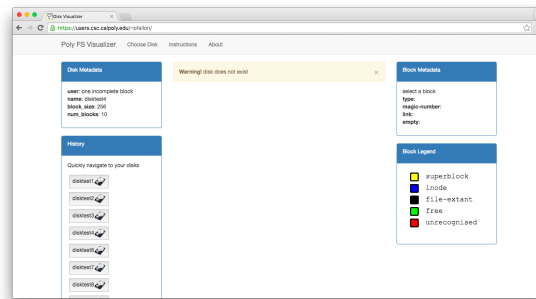 Disk Visualizer
https://users.csc.calpoly.edu/~pfallon/
Poly FS Visualizer Choose Disk Instructions About
Disk Metadata
user: one incomplete block
name: disktest4
block_size: 256
num_blocks: 10
History
Quickly navigate to your disks
disktest1
disktest2
disktest3
disktest4
disktest6
disktest7
disktest8
Warning! disk does not exist ×
Block Metadata
select a block
type:
magic-number:
link:
empty:
Block Legend
superblock
inode
file-extant
free
unrecognised